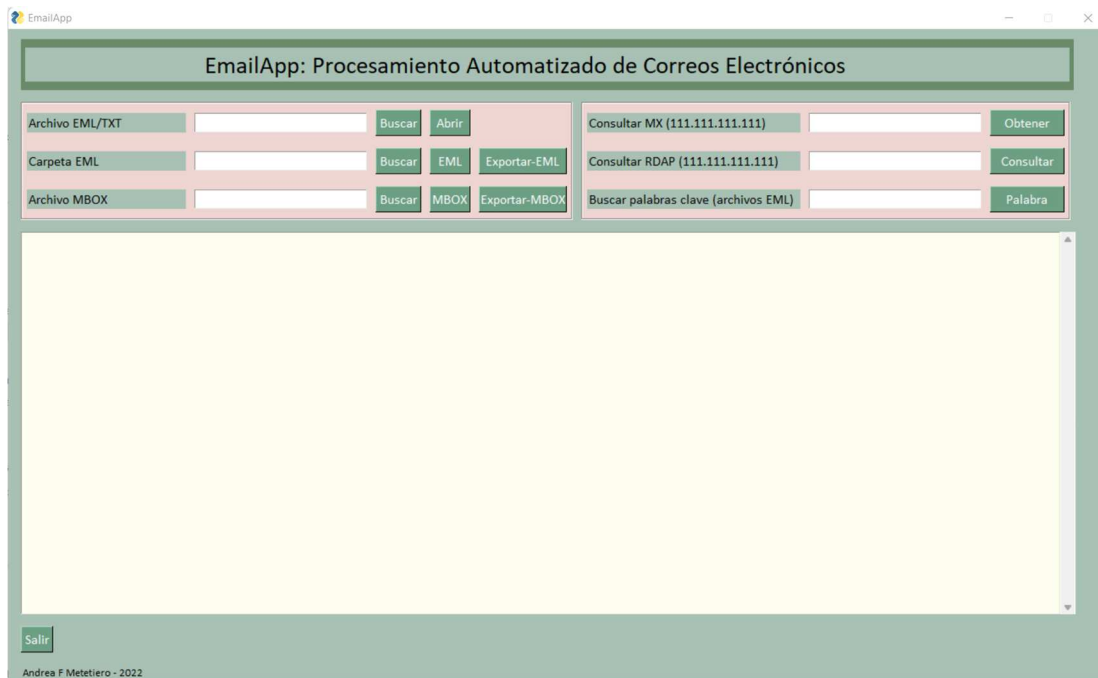 EmailApp
EmailApp: Procesamiento Automatizado de Correos Electrónicos
Archivo EML/TXT Buscar Abrir
Carpeta EML Buscar EML Exportar-EML
Archivo MBOX Buscar MBOX Exportar-MBOX
Consultar MX (111.111.111.111) Obtener
Consultar RDAP (111.111.111.111) Consultar
Buscar palabras clave (archivos EML) Palabra
Salir
Andrea F Metetiero - 2022